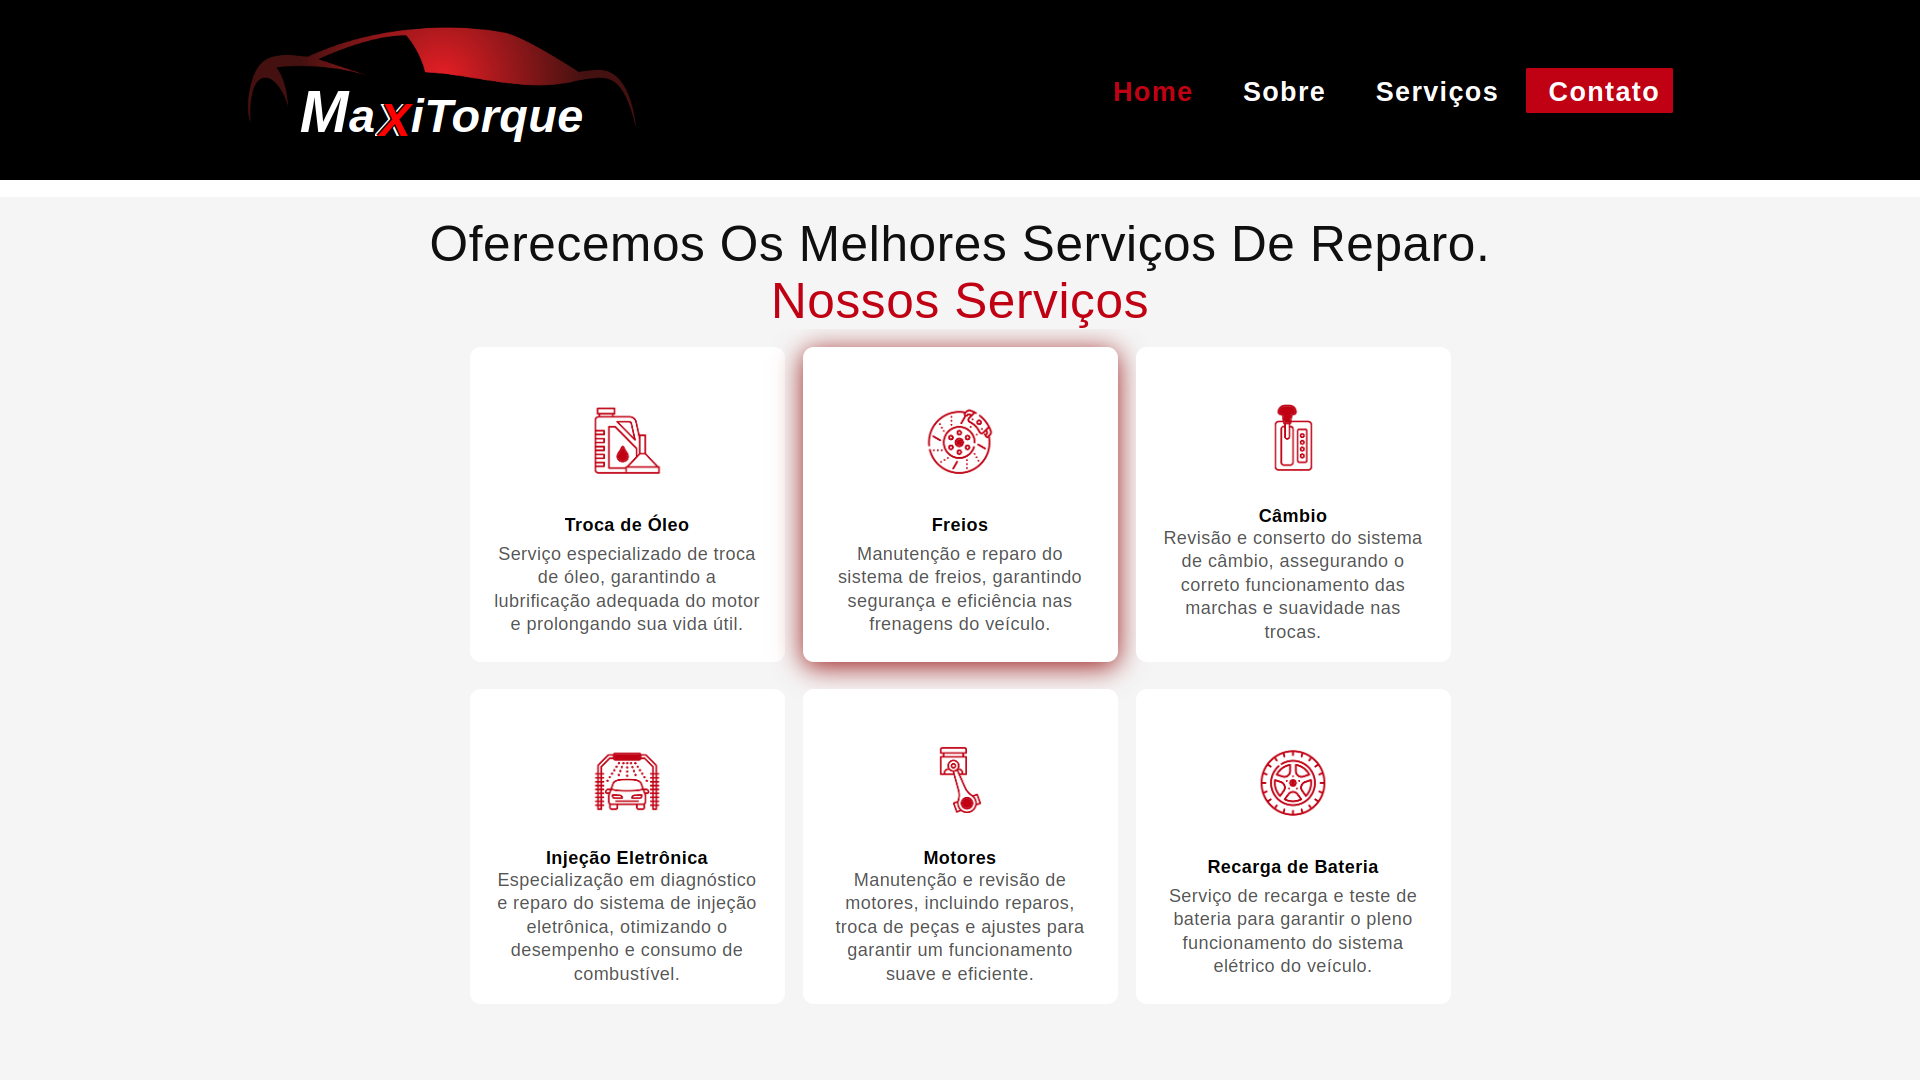 MaxiTorque
Home Sobre Serviços Contato
Oferecemos Os Melhores Serviços De Reparo.
Nossos Serviços
Troca de Óleo
Serviço especializado de troca
de óleo, garantindo a
lubrificação adequada do motor
e prolongando sua vida útil.
Freios
Manutenção e reparo do
sistema de freios, garantindo
segurança e eficiência nas
frenagens do veículo.
Câmbio
Revisão e conserto do sistema
de câmbio, assegurando o
correto funcionamento das
marchas e suavidade nas
trocas.
Injeção Eletrônica
Especialização em diagnóstico
e reparo do sistema de injeção
eletrônica, otimizando o
desempenho e consumo de
combustível.
Motores
Manutenção e revisão de
motores, incluindo reparos,
troca de peças e ajustes para
garantir um funcionamento
suave e eficiente.
Recarga de Bateria
Serviço de recarga e teste de
bateria para garantir o pleno
funcionamento do sistema
elétrico do veículo.